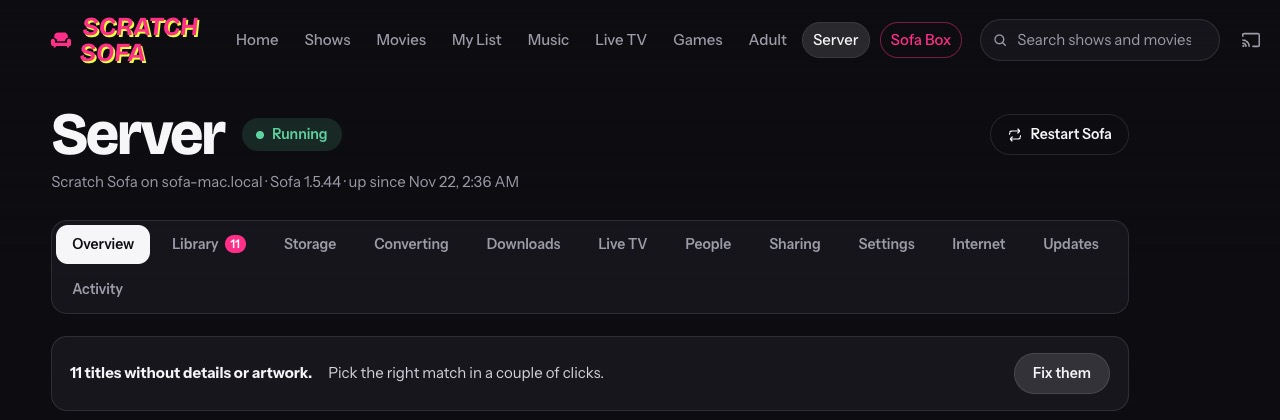 SCRATCH
SOFA
Home Shows Movies My List Music Live TV Games Adult Server Sofa Box Search shows and movies
Server Running Restart Sofa
Scratch Sofa on sofa-mac.local · Sofa 1.5.44 · up since Nov 22, 2:36 AM
Overview Library 11 Storage Converting Downloads Live TV People Sharing Settings Internet Updates
Activity
11 titles without details or artwork. Pick the right match in a couple of clicks. Fix them